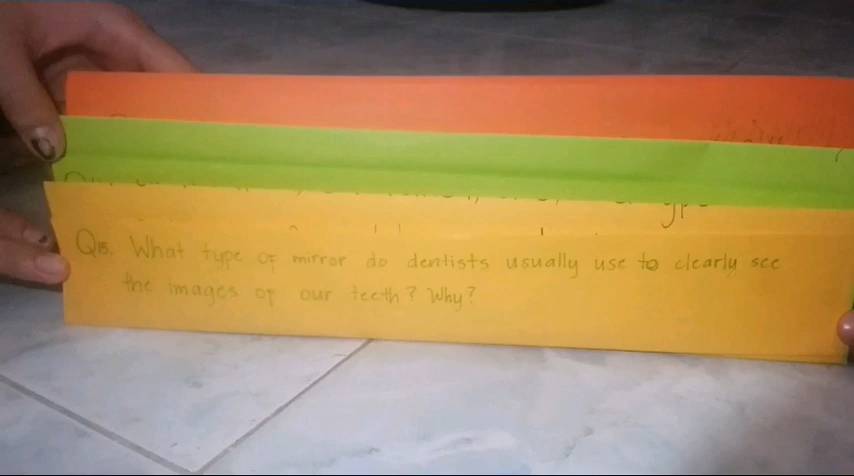 Q15. What type of mirror do dentists usually use to clearly see
the images of our teeth? Why?